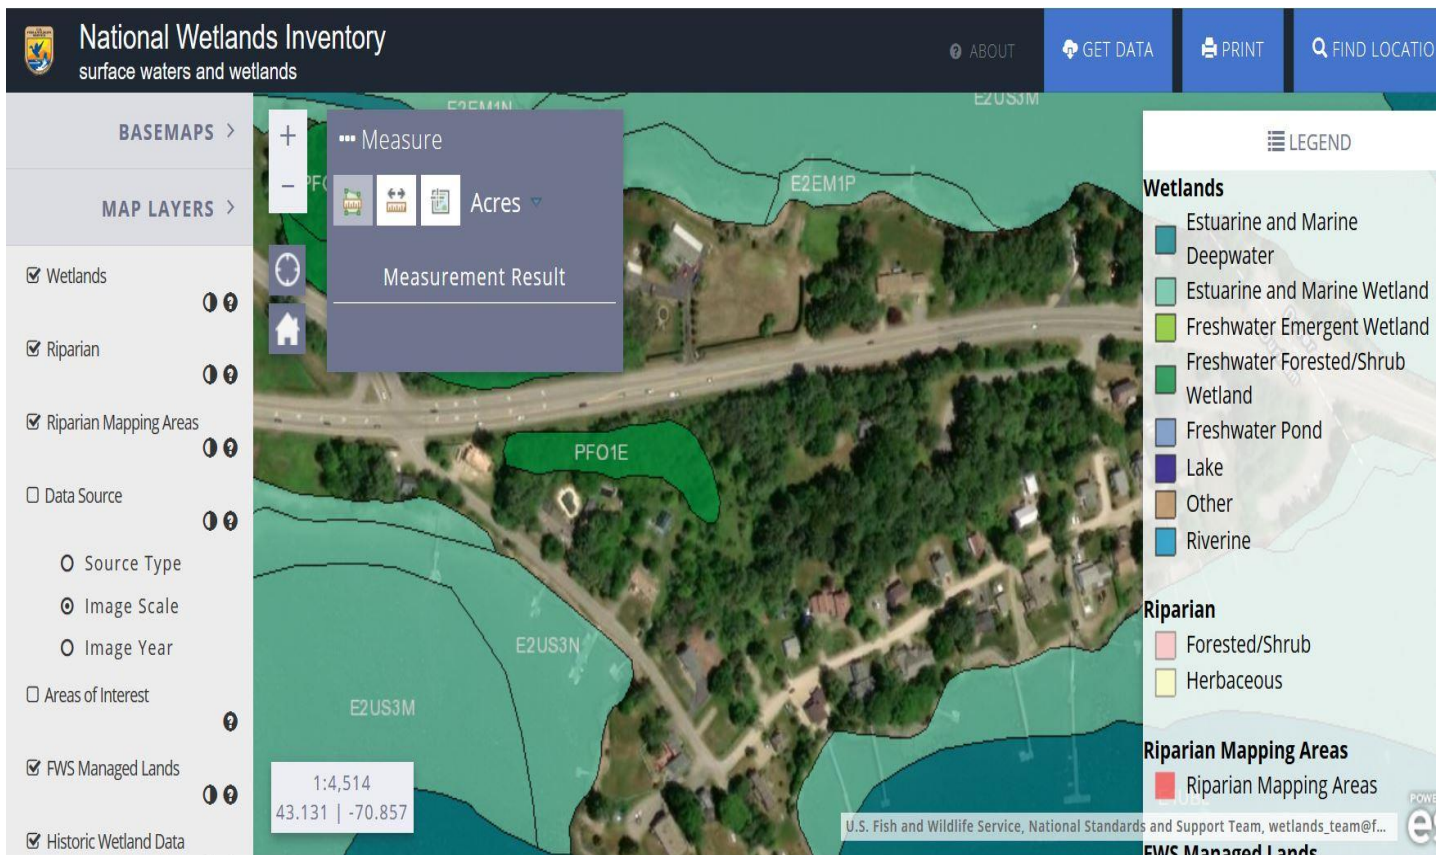 National Wetlands Inventory
surface waters and wetlands
ABOUT
GET DATA
PRINT
FIND LOCATIO
BASEMAPS >
MAP LAYERS >
Wetlands
Riparian
Riparian Mapping Areas
Data Source
Source Type
Image Scale
Image Year
Areas of Interest
FWS Managed Lands
Historic Wetland Data
+
−
Measure
Acres
Measurement Result
E2EM1N
E2US3M
E2EM1P
PFO1E
E2US3N
E2US3M
1:4,514
43.131 | -70.857
LEGEND
Wetlands
Estuarine and Marine
Deepwater
Estuarine and Marine Wetland
Freshwater Emergent Wetland
Freshwater Forested/Shrub
Wetland
Freshwater Pond
Lake
Other
Riverine
Riparian
Forested/Shrub
Herbaceous
Riparian Mapping Areas
Riparian Mapping Areas
FWS Managed Lands
U.S. Fish and Wildlife Service, National Standards and Support Team, wetlands_team@f...